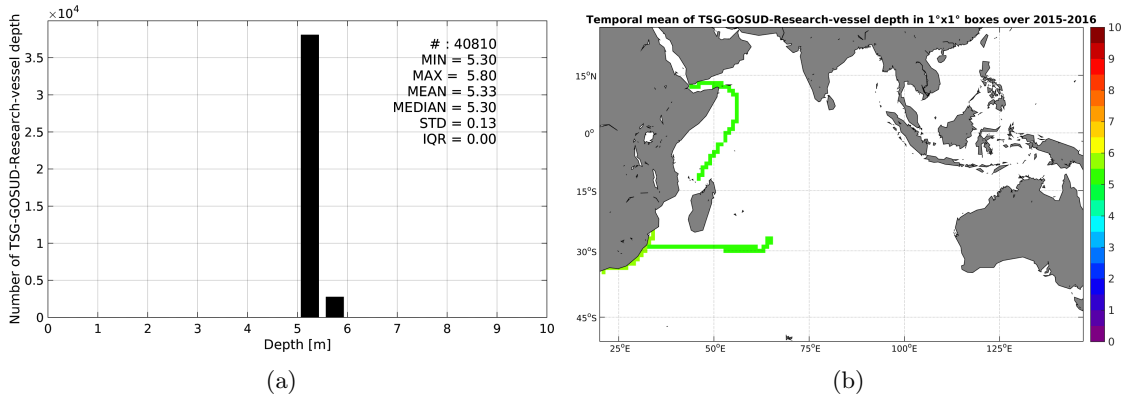 ×10⁴
Number of TSG-GOSUD-Research-vessel depth
3.5
3
2.5
2
1.5
1
0.5
0
# : 40810
MIN = 5.30
MAX = 5.80
MEAN = 5.33
MEDIAN = 5.30
STD = 0.13
IQR = 0.00
0 1 2 3 4 5 6 7 8 9 10
Depth [m]
(a)
Temporal mean of TSG-GOSUD-Research-vessel depth in 1°x1° boxes over 2015-2016
15°N
0°
15°S
30°S
45°S
25°E 50°E 75°E 100°E 125°E
10
9
8
7
6
5
4
3
2
1
0
(b)